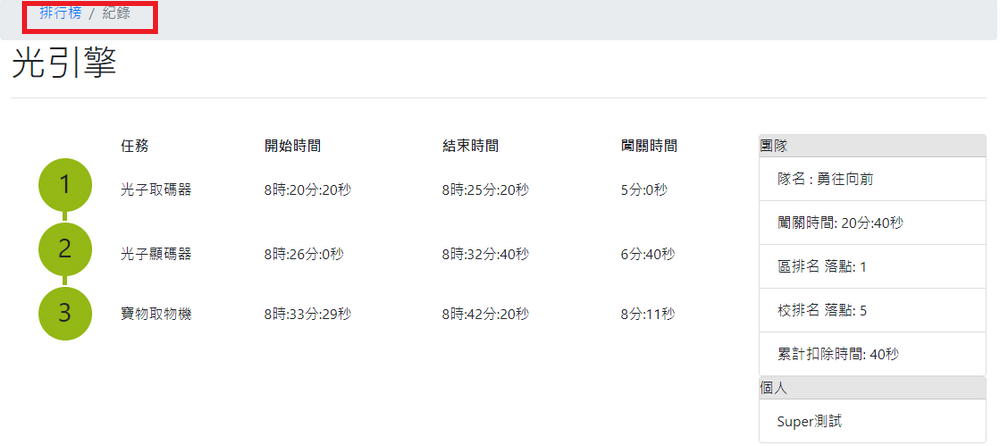 排行榜 / 紀錄
光引擎
任務 開始時間 結束時間 闖關時間
1 光子取碼器 8時:20分:20秒 8時:25分:20秒 5分:0秒
2 光子顯碼器 8時:26分:0秒 8時:32分:40秒 6分:40秒
3 寶物取物機 8時:33分:29秒 8時:42分:20秒 8分:11秒
團隊
隊名 : 勇往向前
闖關時間: 20分:40秒
區排名 落點: 1
校排名 落點: 5
累計扣除時間: 40秒
個人
Super測試